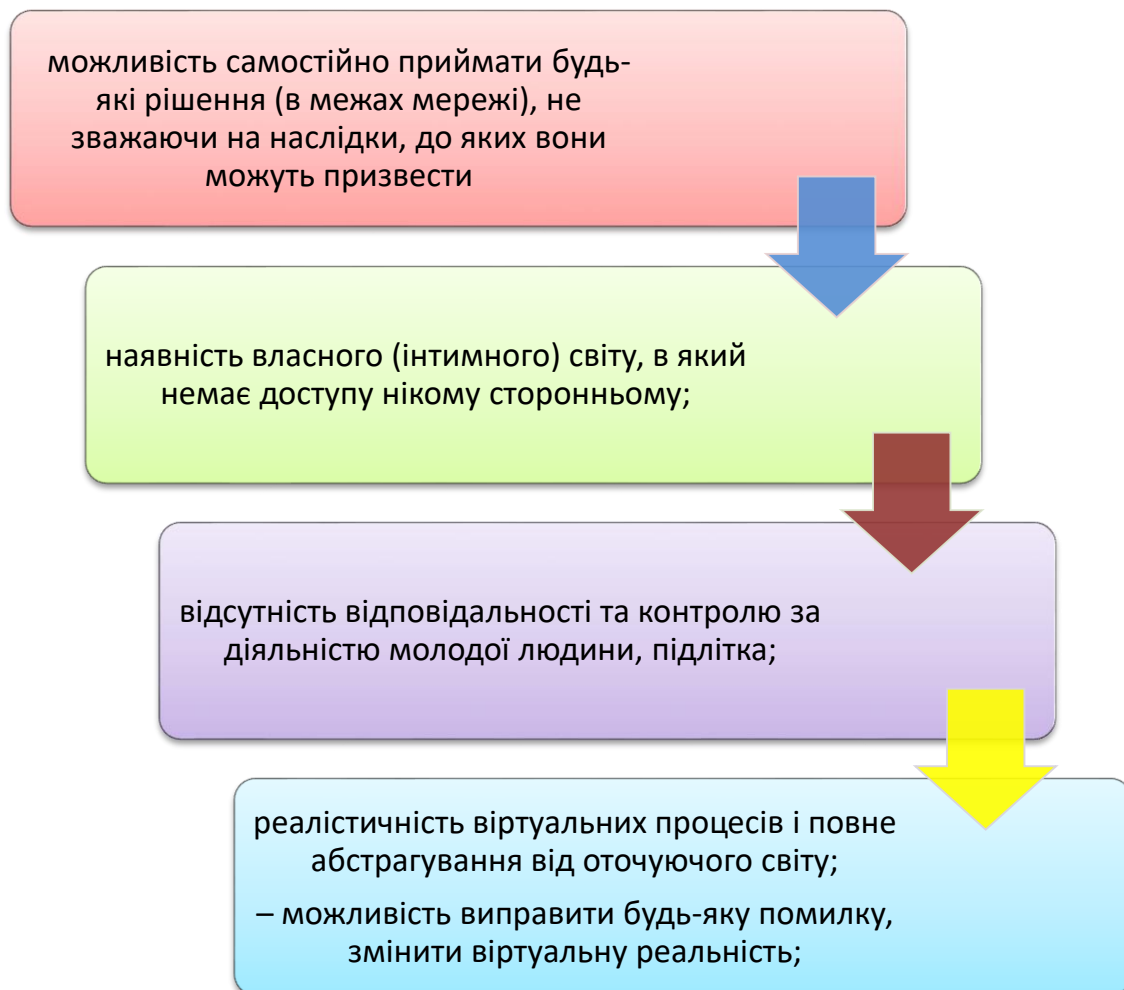 можливість самостійно приймати будь-
які рішення (в межах мережі), не
зважаючи на наслідки, до яких вони
можуть призвести
наявність власного (інтимного) світу, в який
немає доступу нікому сторонньому;
відсутність відповідальності та контролю за
діяльністю молодої людини, підлітка;
реалістичність віртуальних процесів і повне
абстрагування від оточуючого світу;
– можливість виправити будь-яку помилку,
змінити віртуальну реальність;